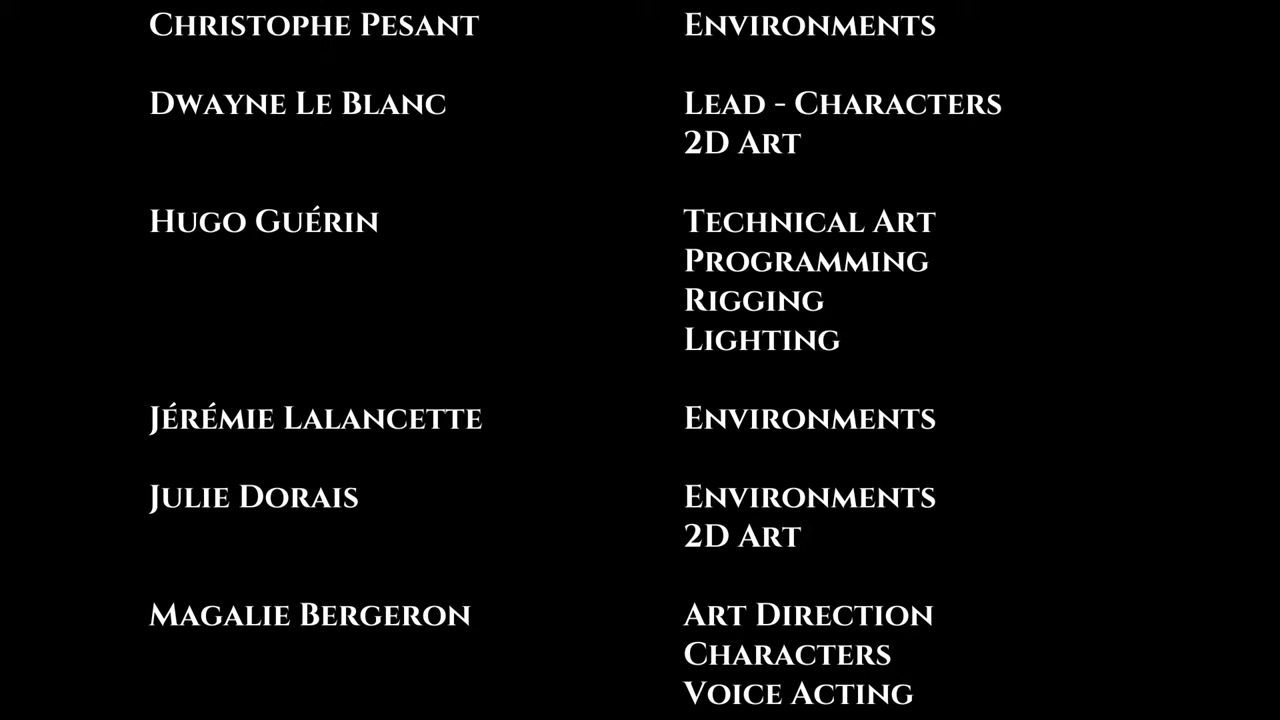 Christophe Pesant Environments
Dwayne Le Blanc Lead - Characters
2D Art
Hugo Guérin Technical Art
Programming
Rigging
Lighting
Jérémie Lalancette Environments
Julie Dorais Environments
2D Art
Magalie Bergeron Art Direction
Characters
Voice Acting